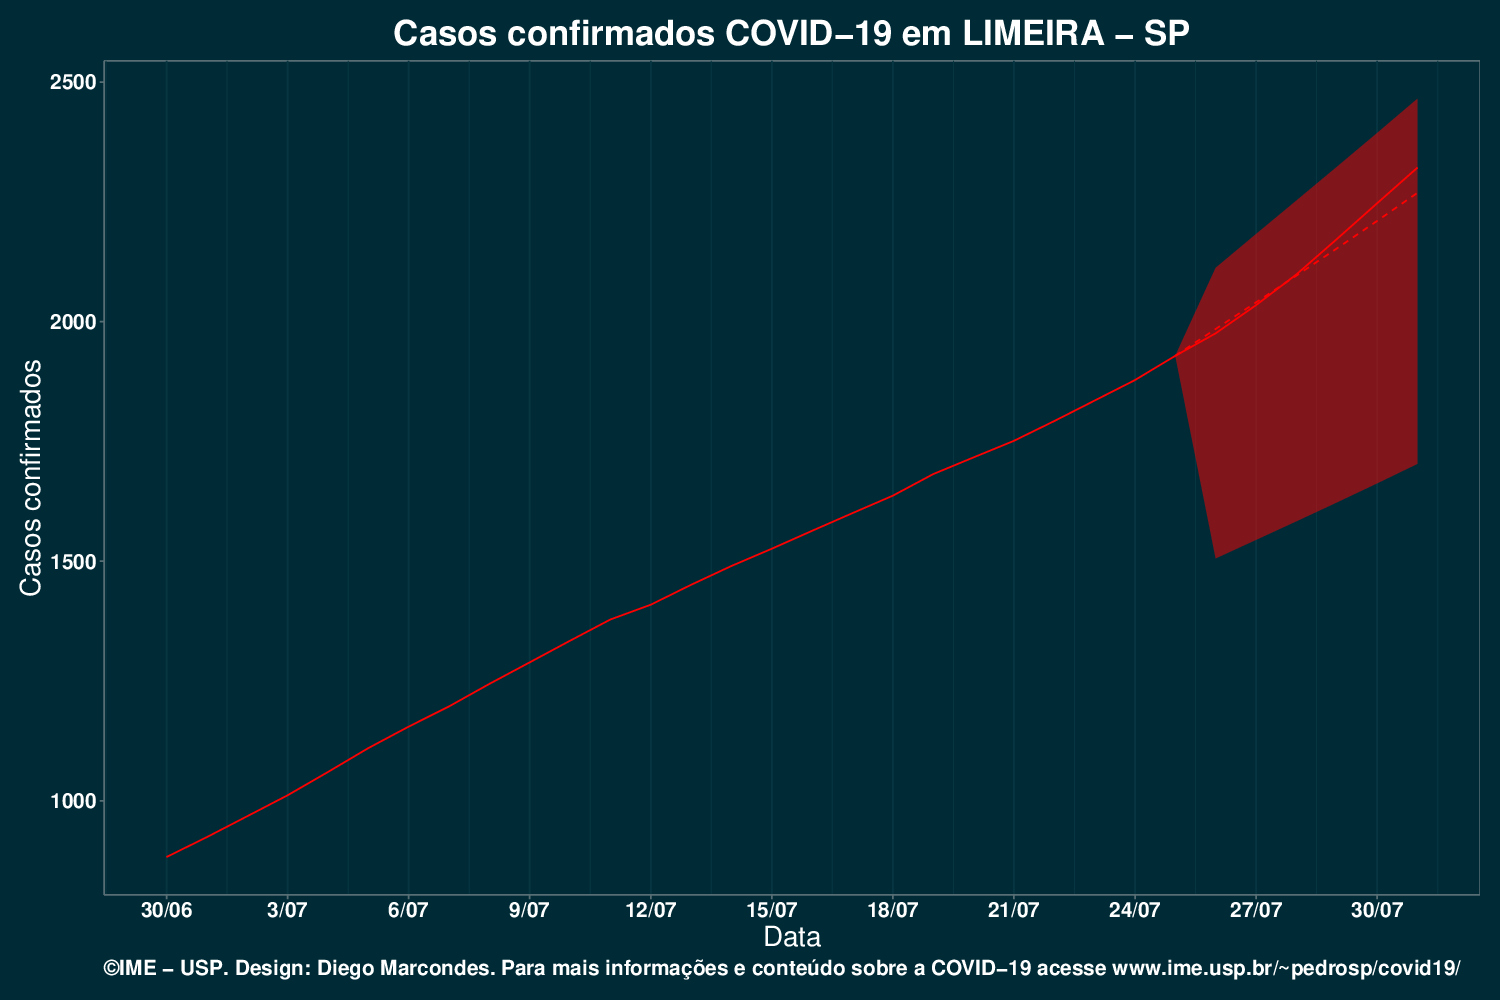 Casos confirmados COVID−19 em LIMEIRA − SP
2500
2000
1500
1000
Casos confirmados
30/06 3/07 6/07 9/07 12/07 15/07 18/07 21/07 24/07 27/07 30/07
Data
©IME − USP. Design: Diego Marcondes. Para mais informações e conteúdo sobre a COVID−19 acesse www.ime.usp.br/~pedrosp/covid19/